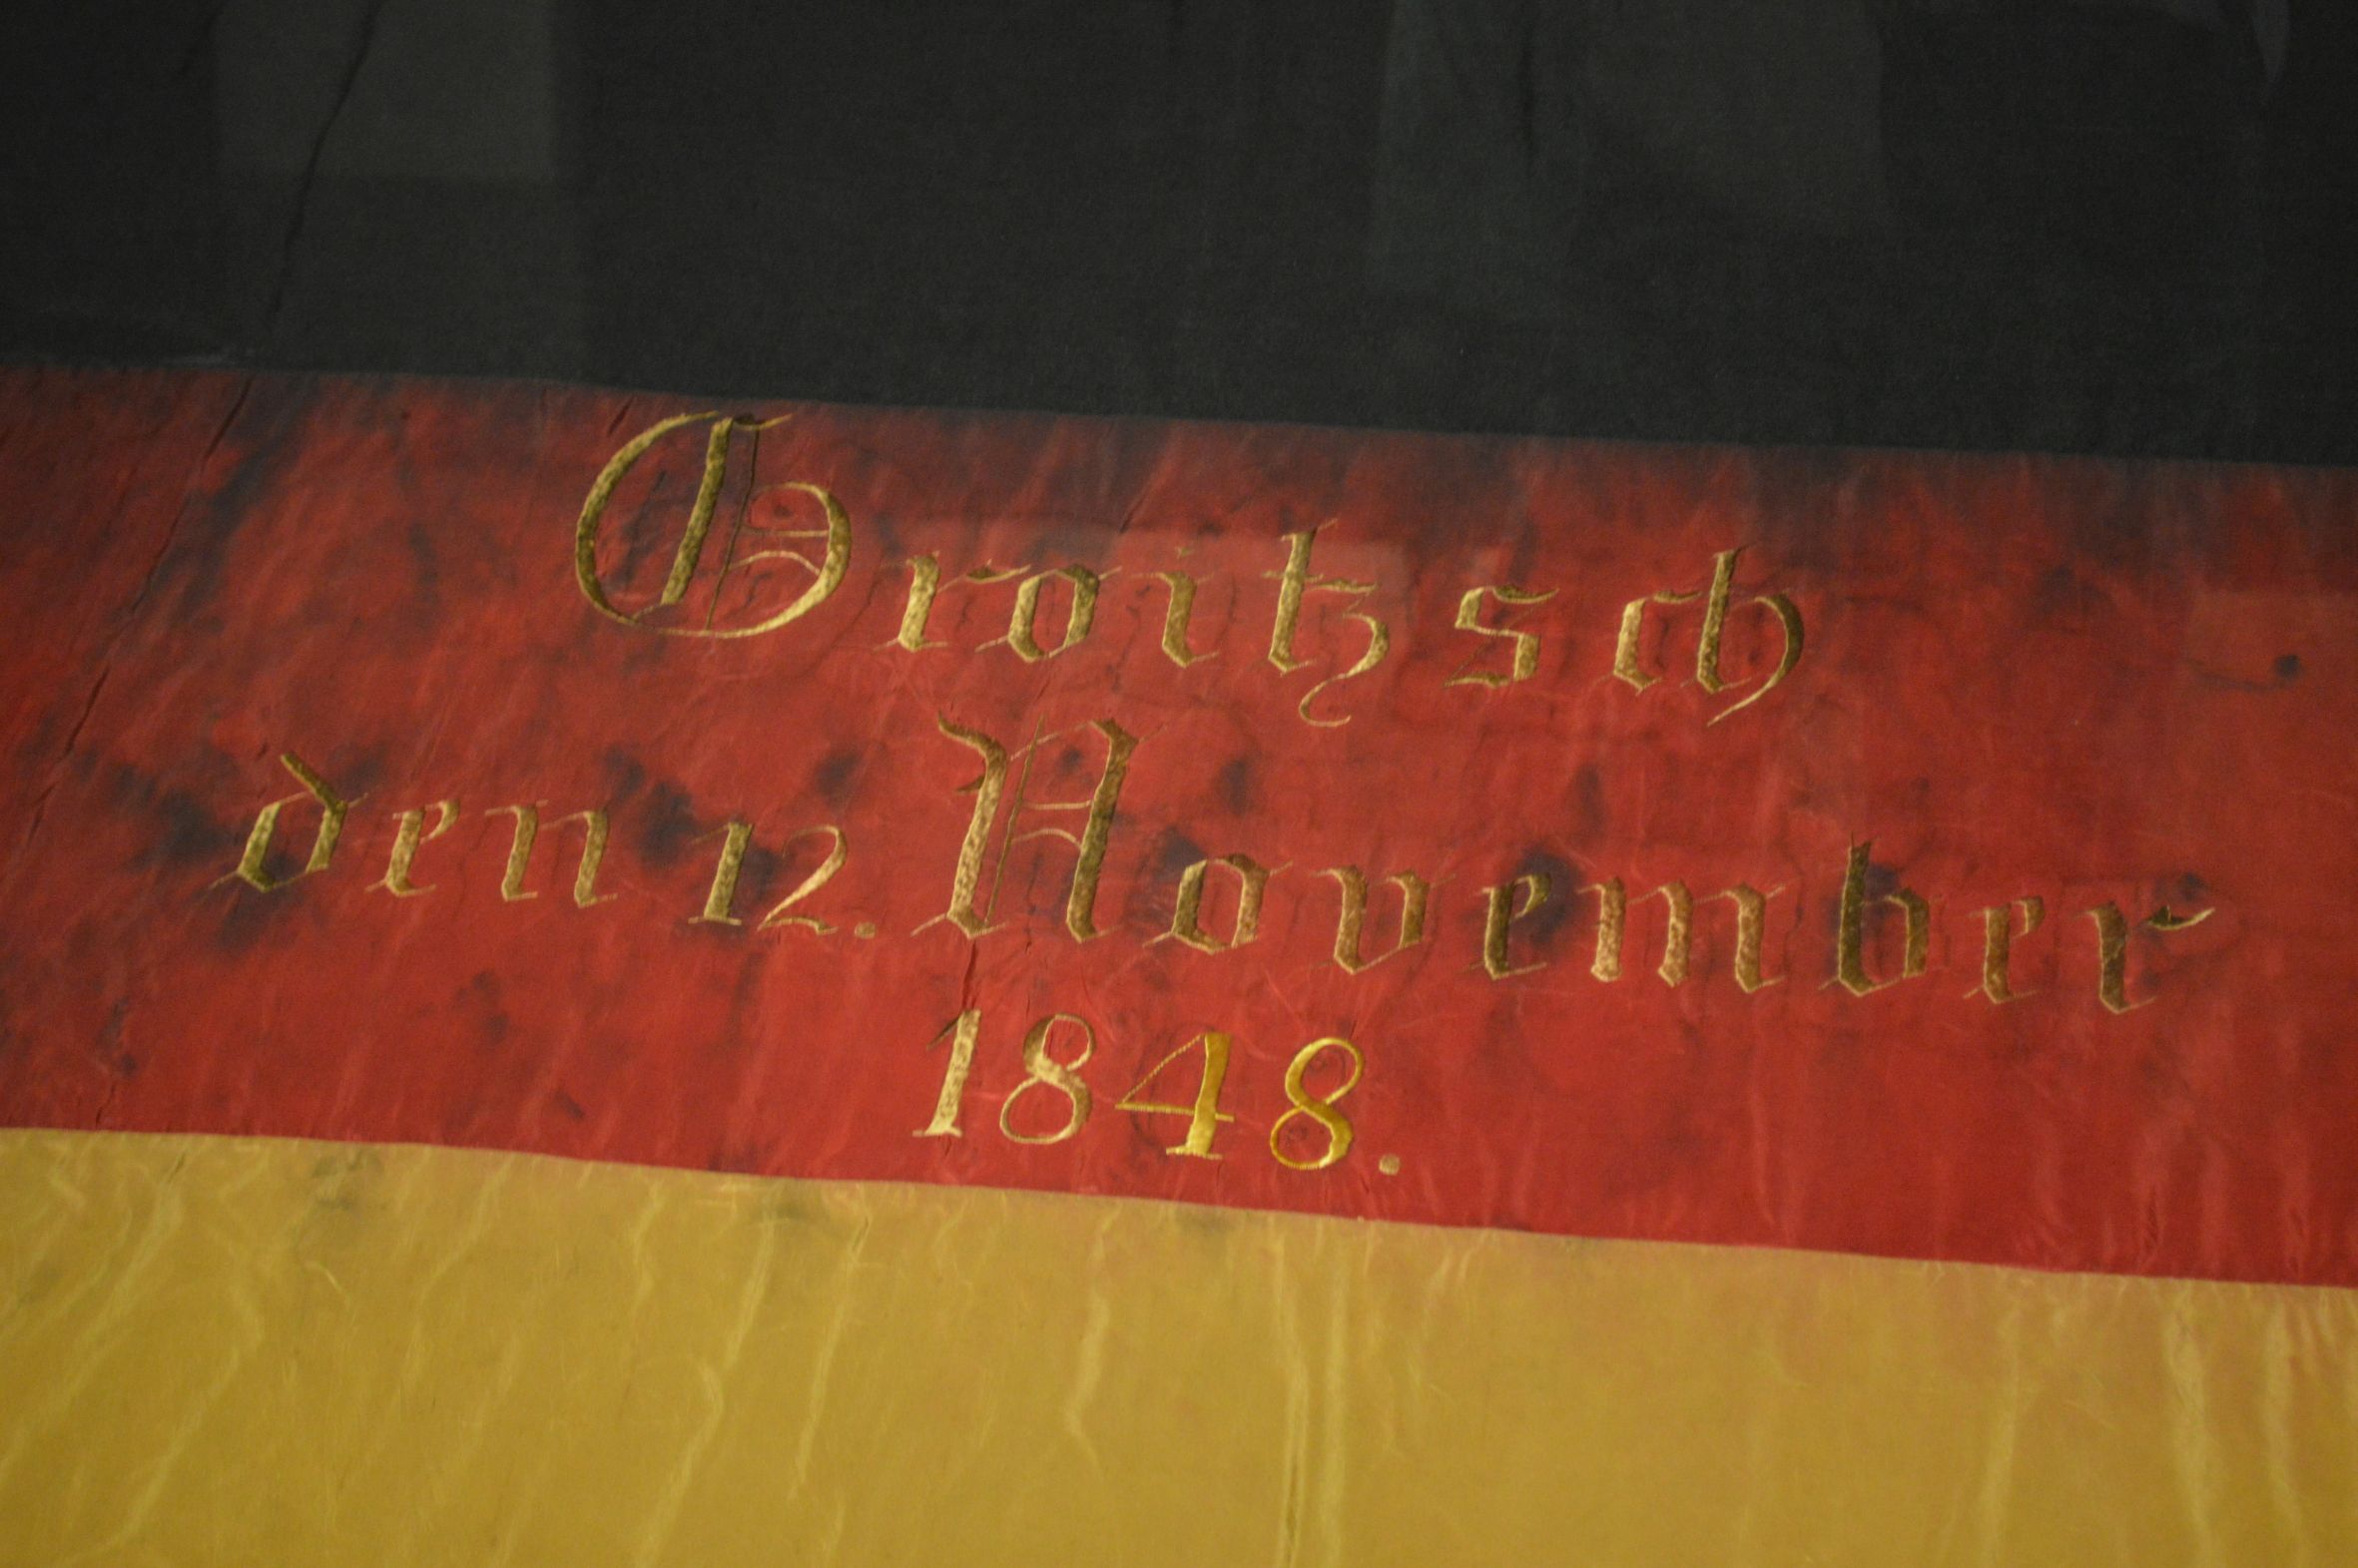 Groitzsch
den 12. November
1848.